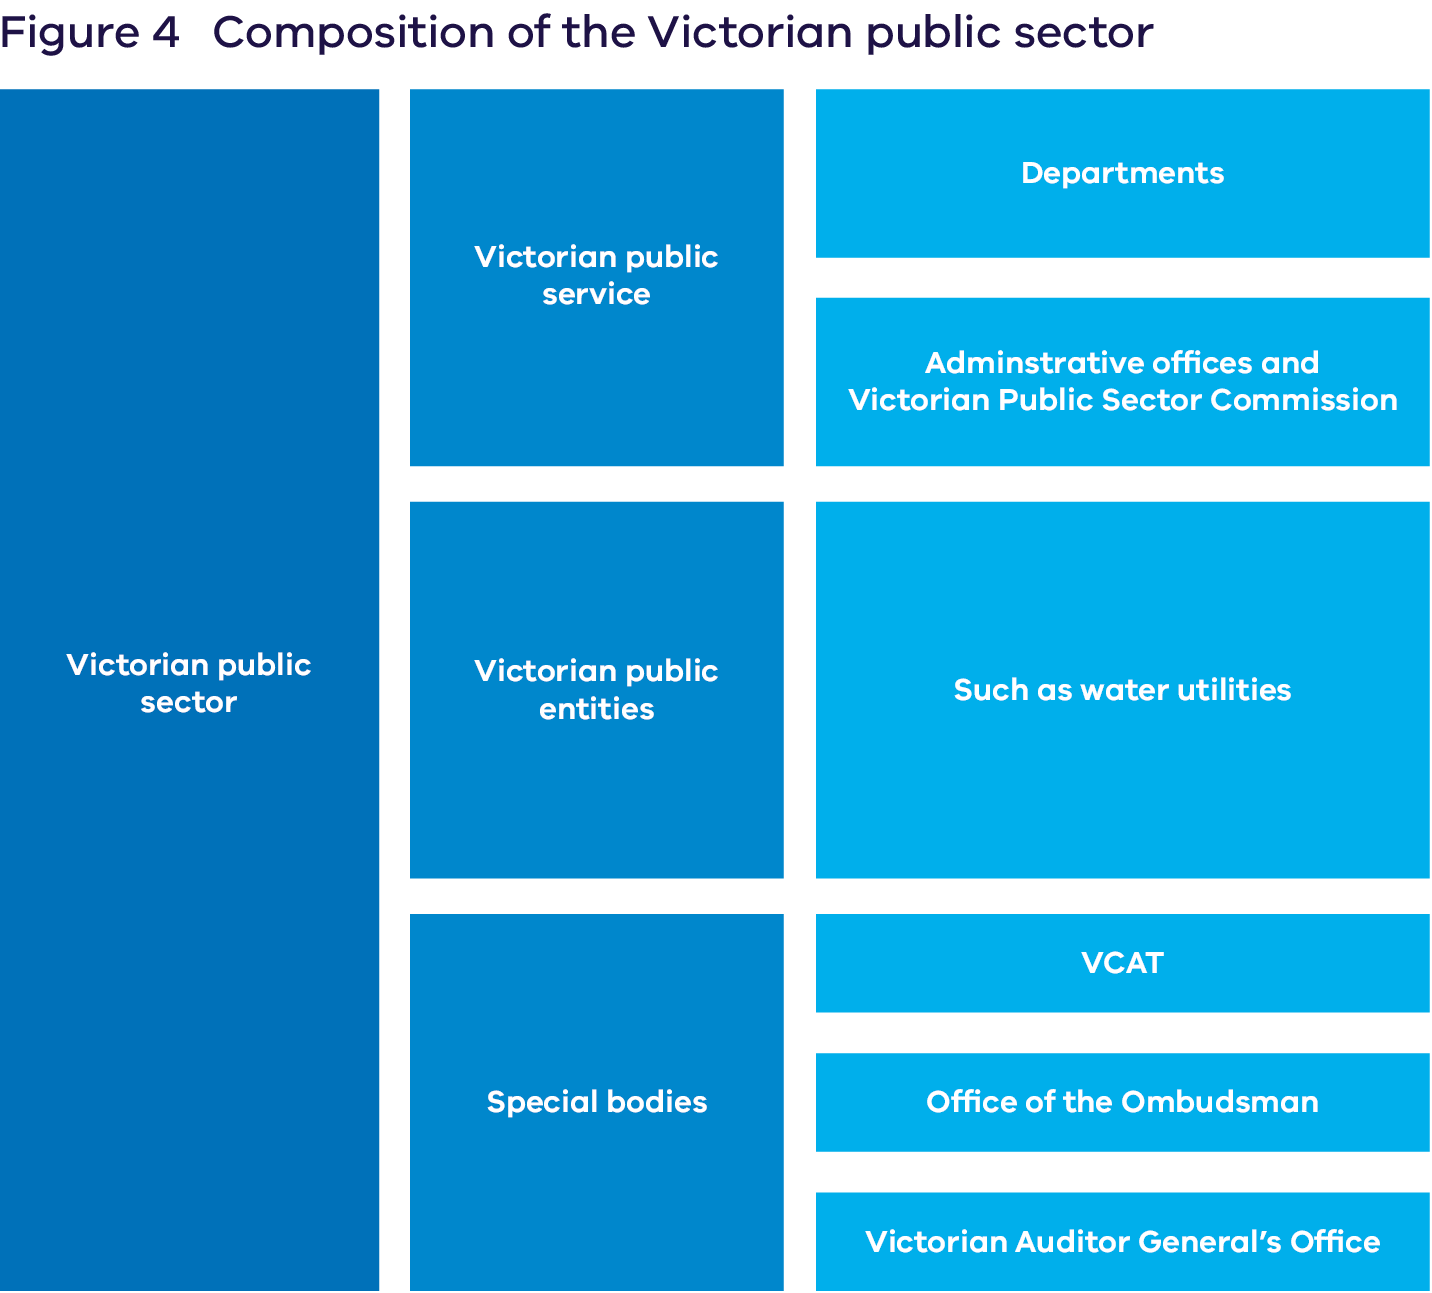 Figure 4 Composition of the Victorian public sector
Victorian public
sector
Victorian public
service
Departments
Adminstrative offices and
Victorian Public Sector Commission
Victorian public
entities
Such as water utilities
Special bodies
VCAT
Office of the Ombudsman
Victorian Auditor General’s Office